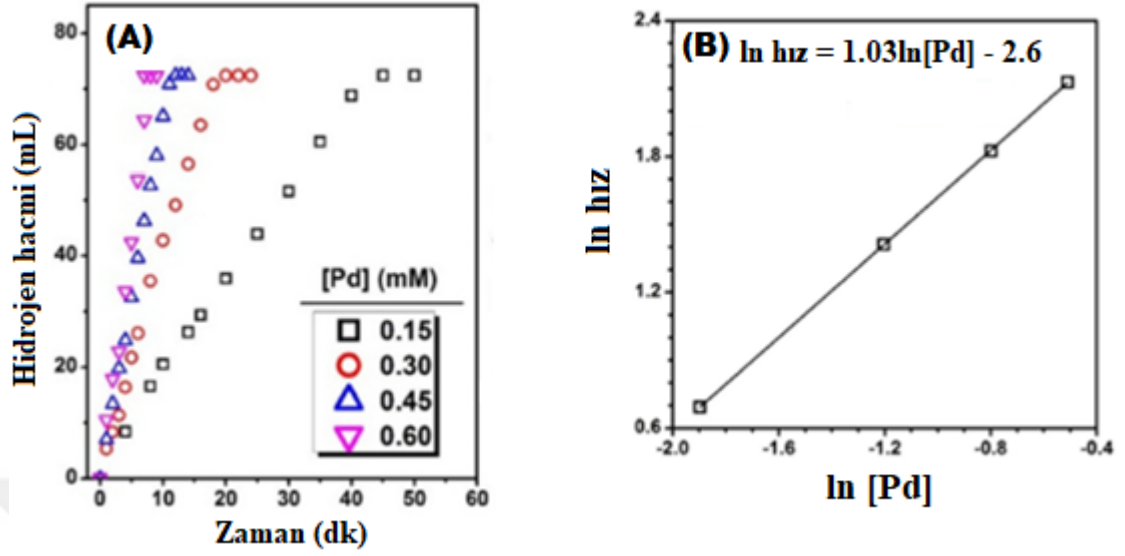 (A)
80
60
40
20
0
Hidrojen hacmi (mL)
[Pd] (mM)
0.15
0.30
0.45
0.60
0 10 20 30 40 50 60
Zaman (dk)
(B) ln hız = 1.03ln[Pd] - 2.6
2.4
1.8
1.2
0.6
ln hız
-2.0 -1.6 -1.2 -0.8 -0.4
ln [Pd]